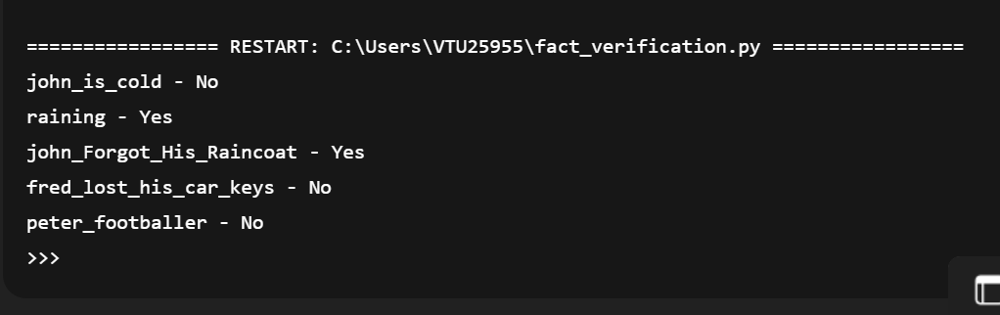 ================= RESTART: C:\Users\VTU25955\fact_verification.py =================
john_is_cold - No
raining - Yes
john_Forgot_His_Raincoat - Yes
fred_lost_his_car_keys - No
peter_footballer - No
>>>